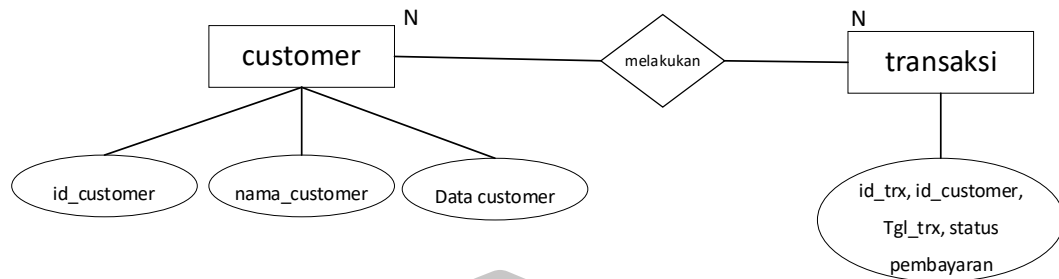 N
N
customer
melakukan
transaksi
id_customer
nama_customer
Data customer
id_trx, id_customer,
Tgl_trx, status
pembayaran